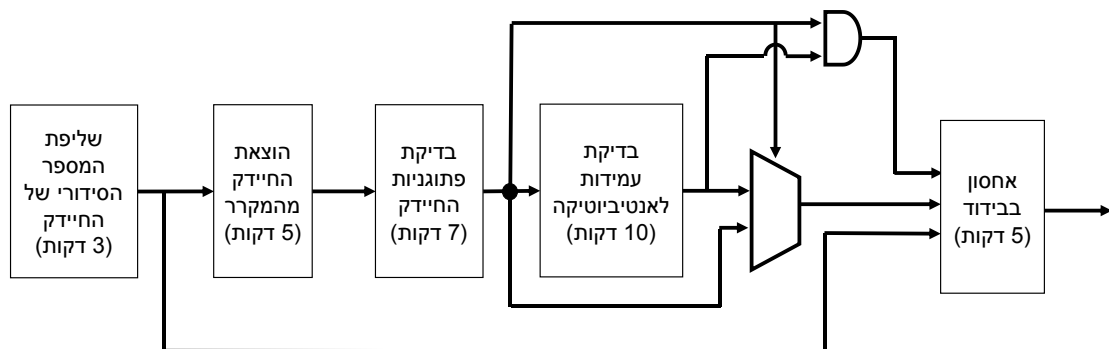 שליפת
המספר
הסידורי של
החיידק
(3 דקות)
הוצאת
החיידק
מהמקרר
(5 דקות)
בדיקת
פתוגניות
החיידק
(7 דקות)
בדיקת
עמידות
לאנטיביוטיקה
(10 דקות)
אחסון
בבידוד
(5 דקות)